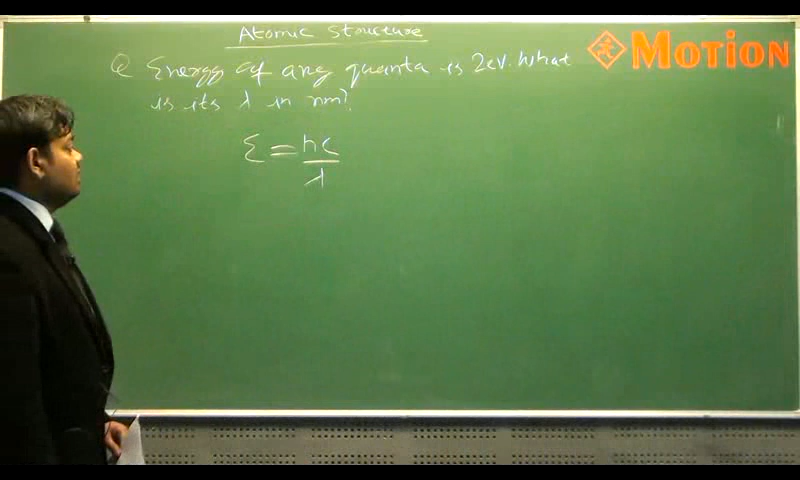 Atomic Structure
MOTION
Q Energy of any quanta is 2eV. What
is its λ in nm?
E = hc
λ